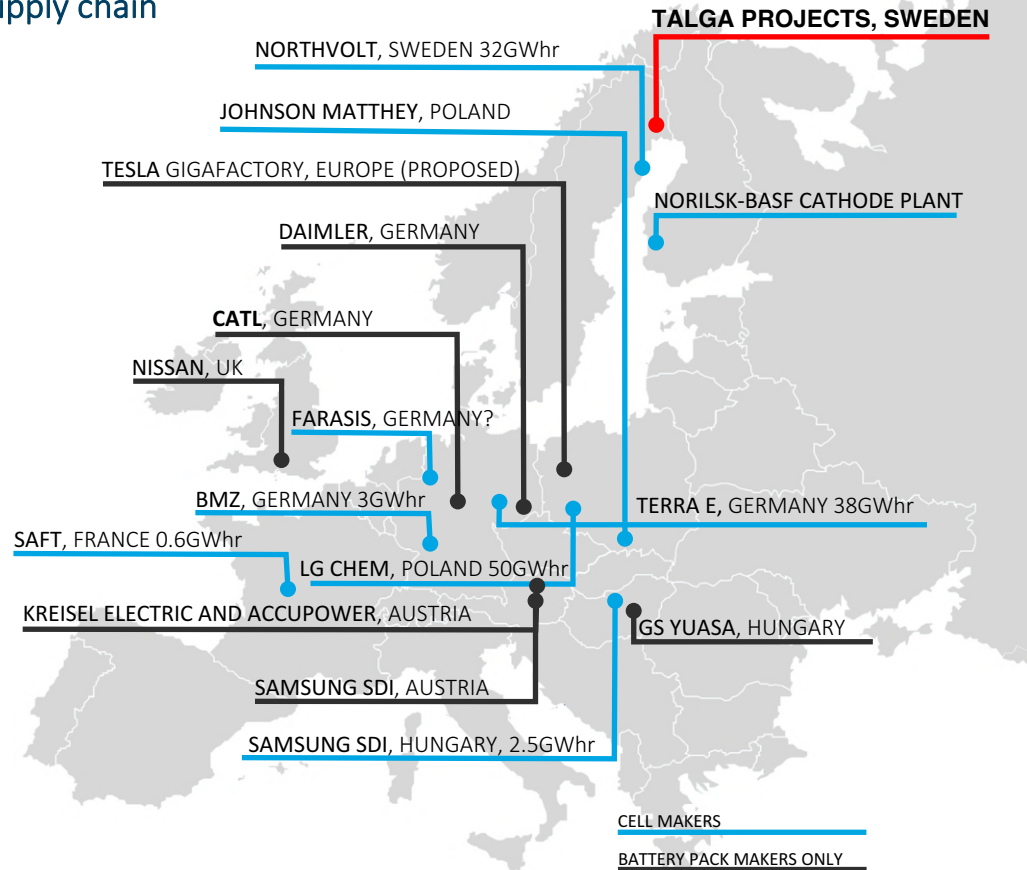 supply chain
TALGA PROJECTS, SWEDEN
NORTHVOLT, SWEDEN 32GWhr
JOHNSON MATTHEY, POLAND
TESLA GIGAFACTORY, EUROPE (PROPOSED)
NORILSK-BASF CATHODE PLANT
DAIMLER, GERMANY
CATL, GERMANY
NISSAN, UK
FARASIS, GERMANY?
BMZ, GERMANY 3GWhr
TERRA E, GERMANY 38GWhr
SAFT, FRANCE 0.6GWhr
LG CHEM, POLAND 50GWhr
KREISEL ELECTRIC AND ACCUPOWER, AUSTRIA
GS YUASA, HUNGARY
SAMSUNG SDI, AUSTRIA
SAMSUNG SDI, HUNGARY, 2.5GWhr
CELL MAKERS
BATTERY PACK MAKERS ONLY